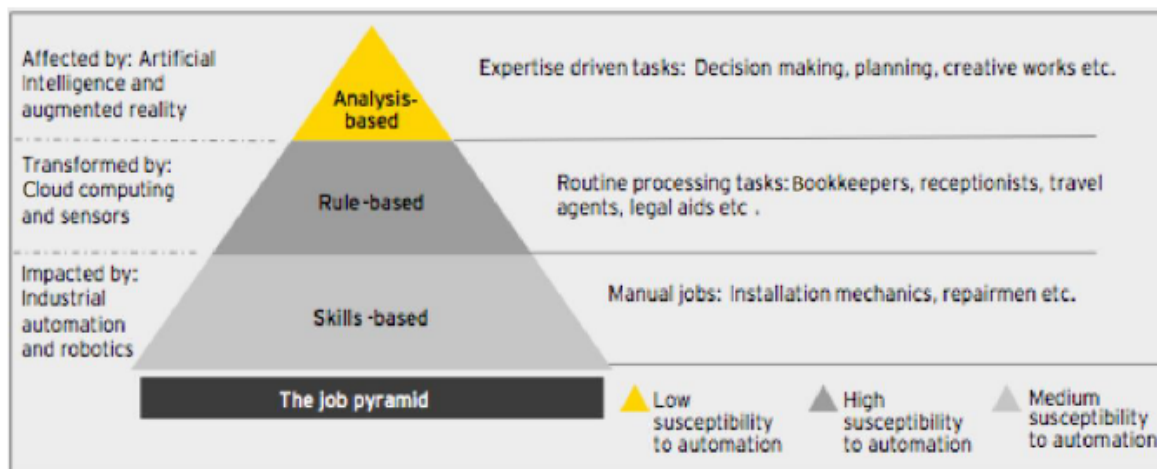 Affected by: Artificial
Intelligence and
augmented reality
Analysis-
based
Expertise driven tasks: Decision making, planning, creative works etc.
Transformed by:
Cloud computing
and sensors
Rule-based
Routine processing tasks: Bookkeepers, receptionists, travel
agents, legal aids etc .
Impacted by:
Industrial
automation
and robotics
Skills -based
Manual jobs: Installation mechanics, repairmen etc.
The job pyramid
Low
susceptibility
to automation
High
susceptibility
to automation
Medium
susceptibility
to automation